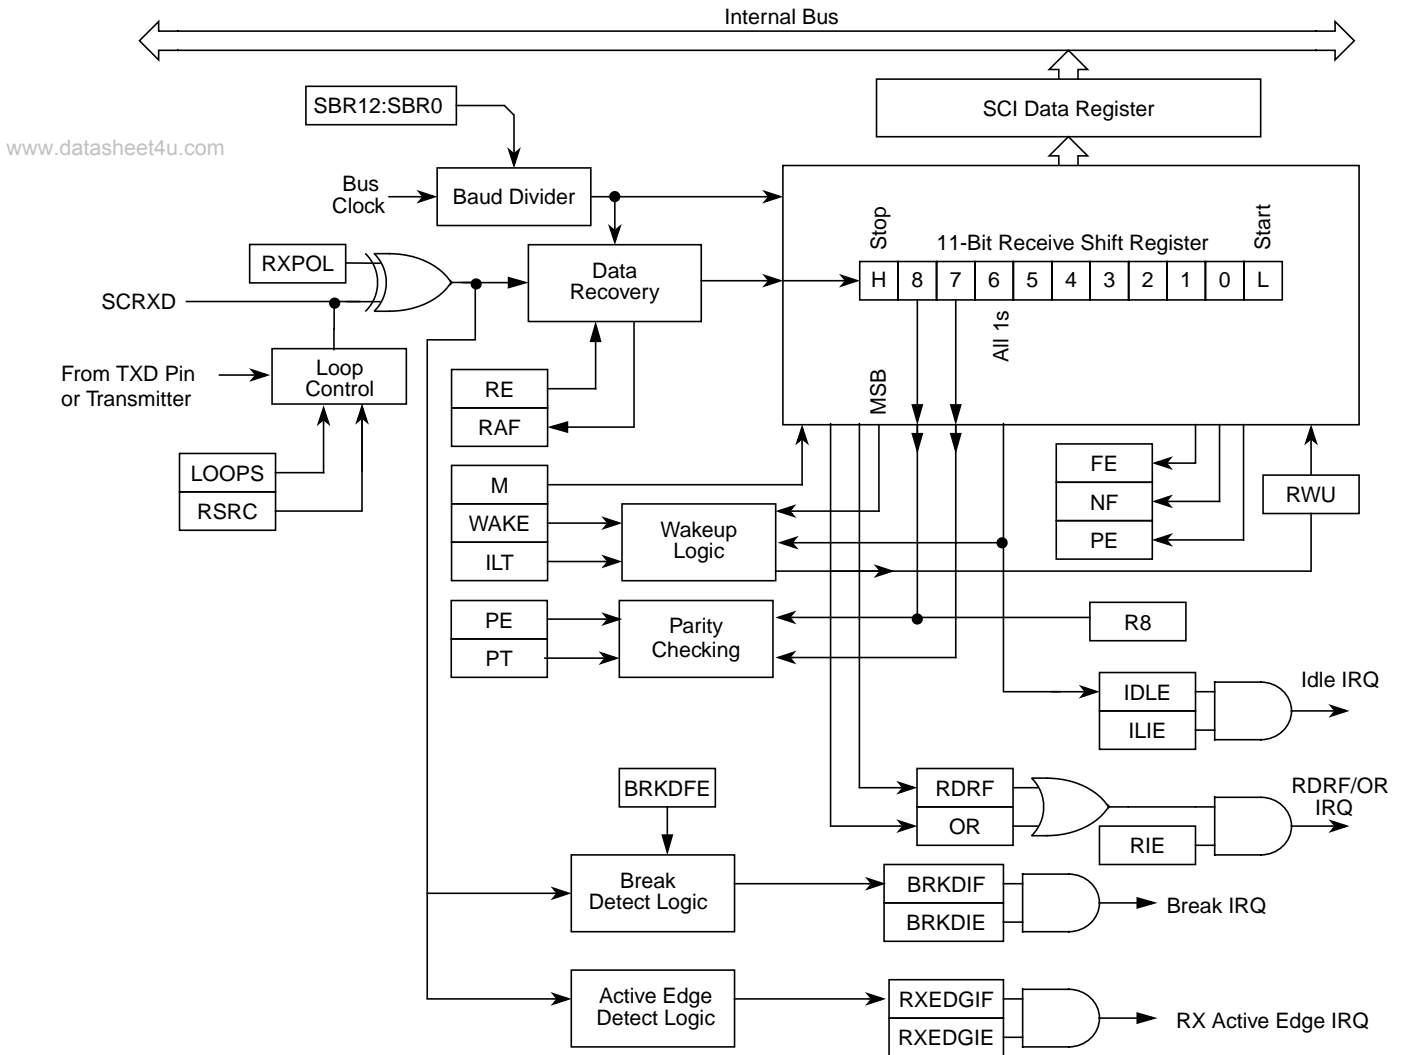 Internal Bus
SBR12:SBR0
SCI Data Register
www.datasheet4u.com
Bus
Clock
Baud Divider
Stop
11-Bit Receive Shift Register
Start
RXPOL
Data
Recovery
H 8 7 6 5 4 3 2 1 0 L
SCRXD
All 1s
From TXD Pin
or Transmitter
Loop
Control
MSB
RE
RAF
LOOPS
RSRC
M
WAKE
ILT
Wakeup
Logic
FE
NF
PE
RWU
PE
PT
Parity
Checking
R8
IDLE
ILIE
Idle IRQ
BRKDFE
RDRF
OR
RIE
RDRF/OR
IRQ
Break
Detect Logic
BRKDIF
BRKDIE
Break IRQ
Active Edge
Detect Logic
RXEDGIF
RXEDGIE
RX Active Edge IRQ